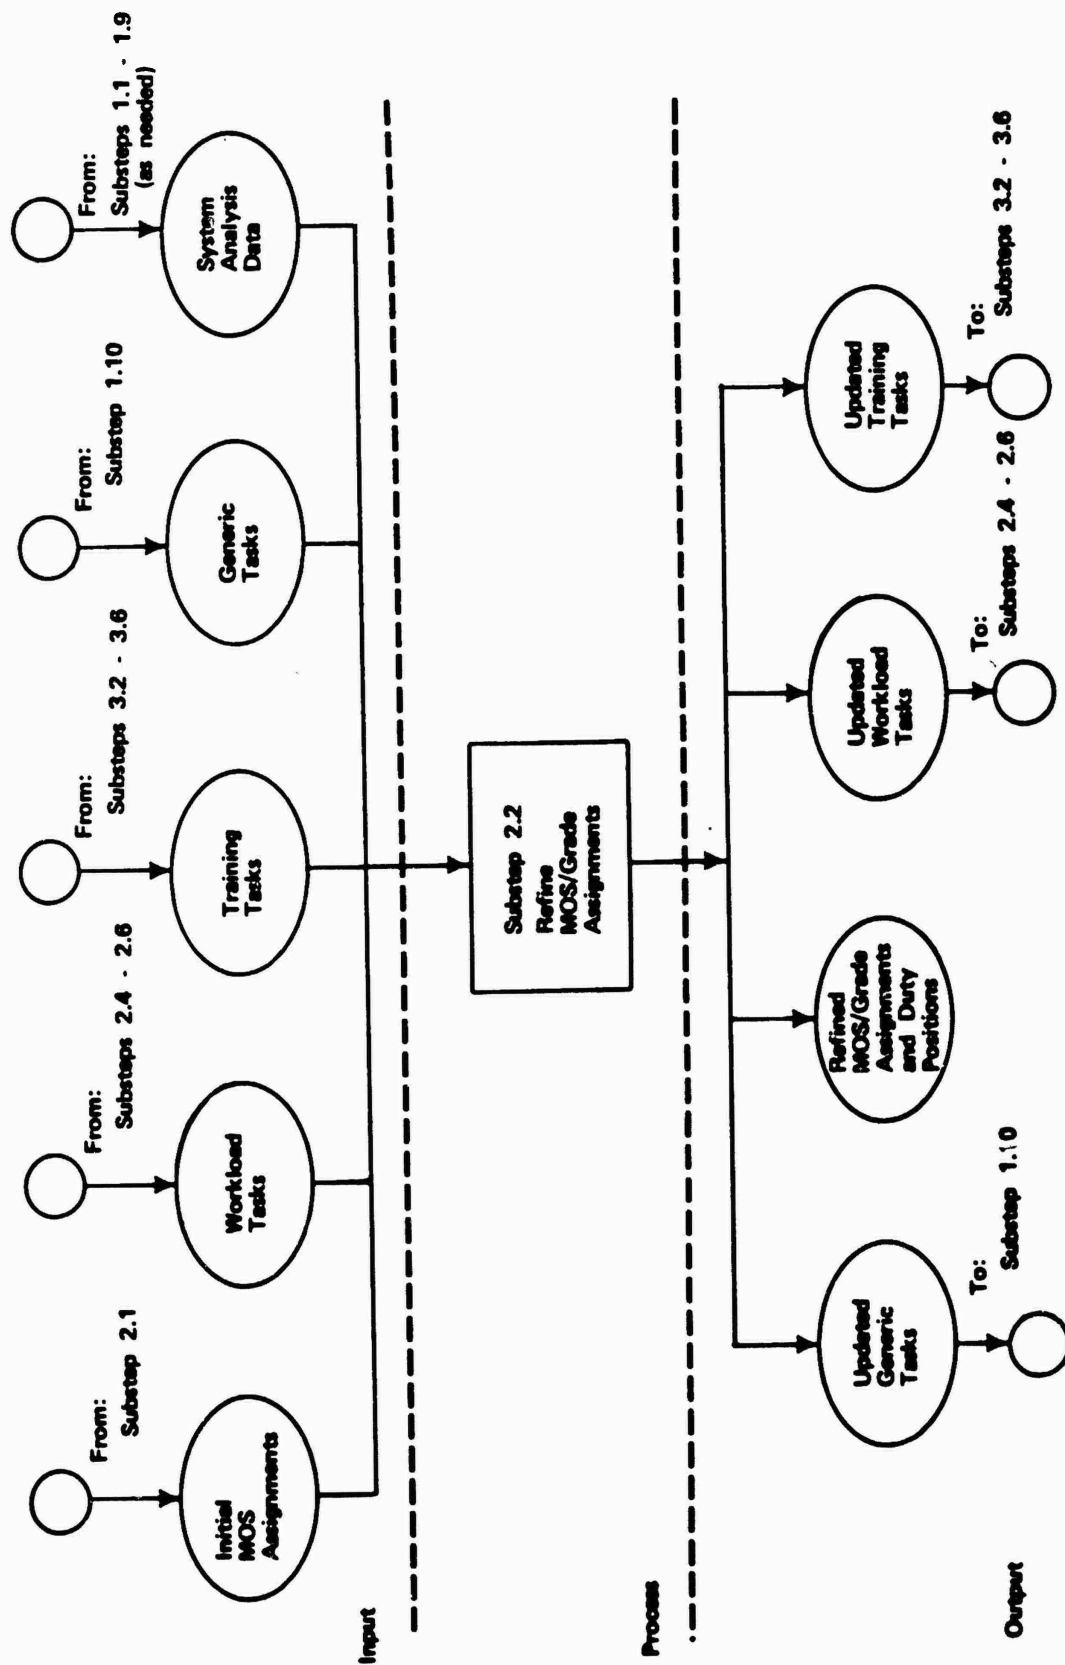 From:
Substep 2.1
From:
Substeps 2.4 - 2.6
From:
Substeps 3.2 - 3.6
From:
Substep 1.10
From:
Substeps 1.1 - 1.9
(as needed)
Initial
MOS
Assignments
Workload
Tasks
Training
Tasks
Generic
Tasks
System
Analysis
Data
Input
Substep 2.2
Refine
MOS/Grade
Assignments
Process
Updated
Generic
Tasks
Refined
MOS/Grade
Assignments
and Duty
Positions
Updated
Workload
Tasks
Updated
Training
Tasks
To:
Substep 1.10
To:
Substeps 2.4 - 2.6
To:
Substeps 3.2 - 3.6
Output